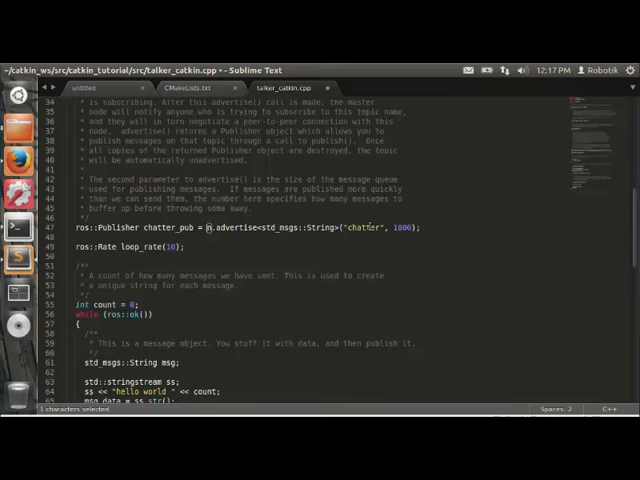 ~/catkin_ws/src/catkin_tutorial/src/talker_catkin.cpp • - Sublime Text
12:17 PM Robotik
untitled
CMakeLists.txt
talker_catkin.cpp
34 * is subscribing. After this advertise() call is made, the master
35 * node will notify anyone who is trying to subscribe to this topic name,
36 * and they will in turn negotiate a peer-to-peer connection with this
37 * node.  advertise() returns a Publisher object which allows you to
38 * publish messages on that topic through a call to publish().  Once
39 * all copies of the returned Publisher object are destroyed, the topic
40 * will be automatically unadvertised.
41 *
42 * The second parameter to advertise() is the size of the message queue
43 * used for publishing messages.  If messages are published more quickly
44 * than we can send them, the number here specifies how many messages to
45 * buffer up before throwing some away.
46 */
47 ros::Publisher chatter_pub = n.advertise<std_msgs::String>("chatter", 1000);
48
49 ros::Rate loop_rate(10);
50
51 /**
52 * A count of how many messages we have sent. This is used to create
53 * a unique string for each message.
54 */
55 int count = 0;
56 while (ros::ok())
57 {
58 /**
59 * This is a message object. You stuff it with data, and then publish it.
60 */
61 std_msgs::String msg;
62
63 std::stringstream ss;
64 ss << "hello world " << count;
65 msg.data = ss.str();
1 characters selected
Spaces: 2
C++